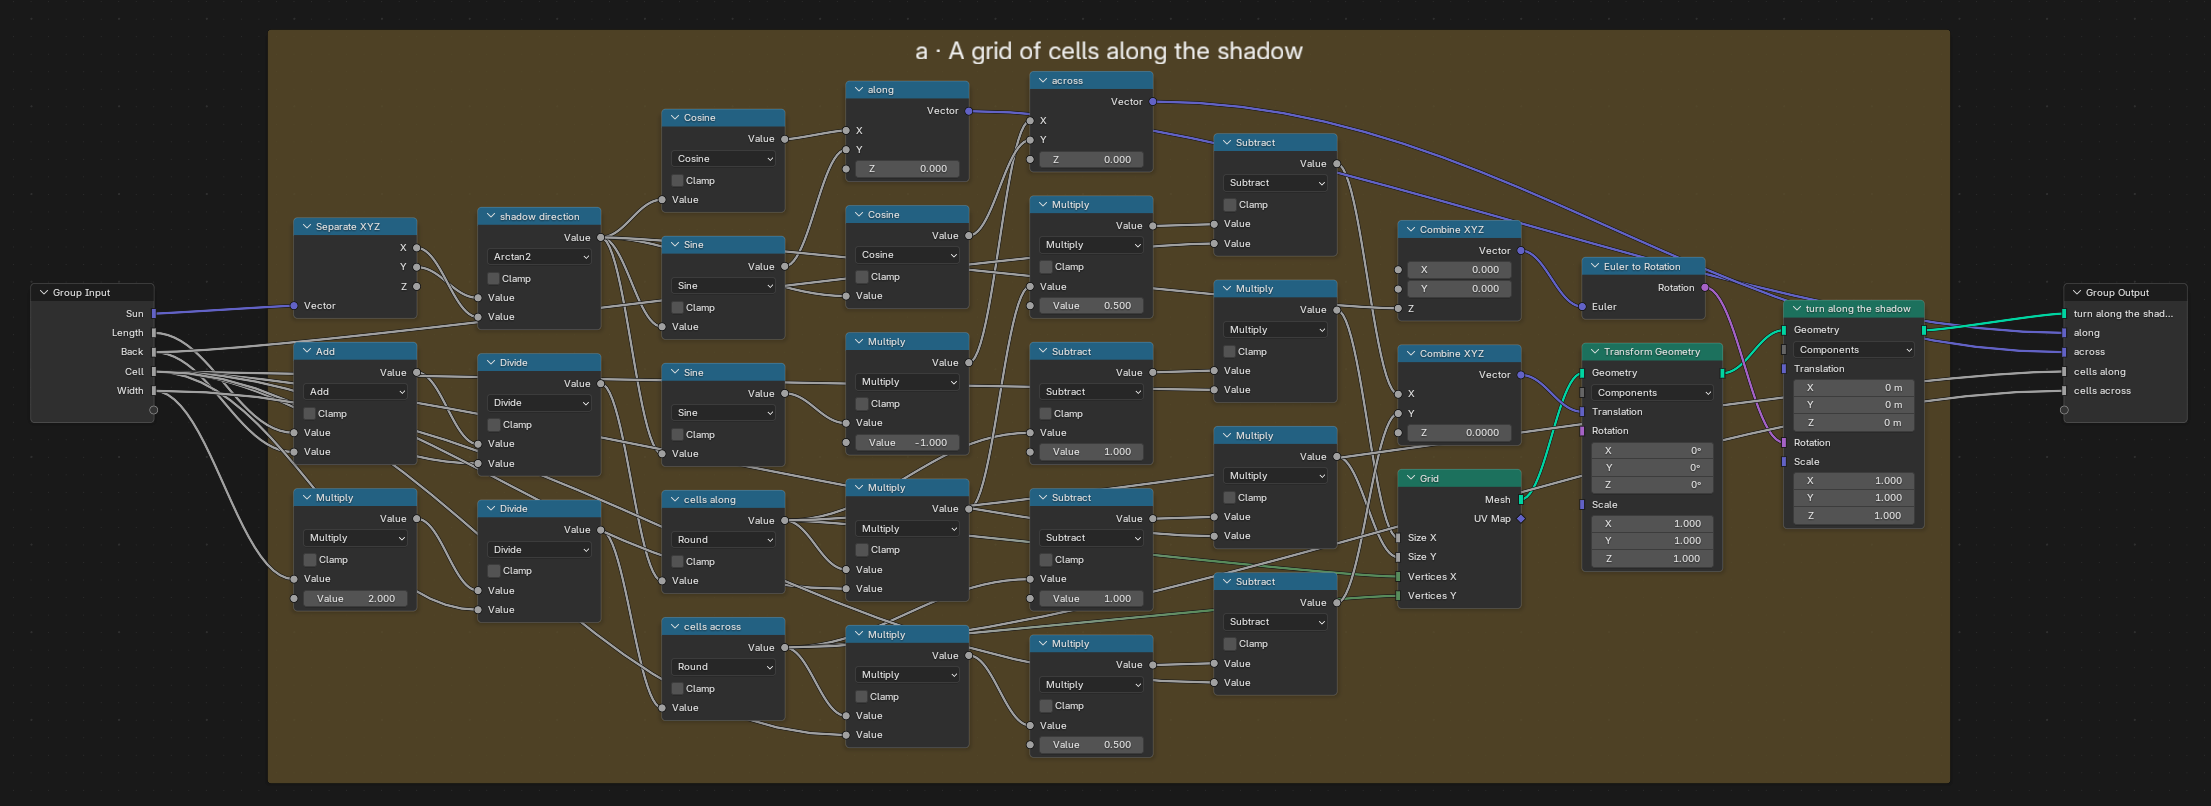 a · A grid of cells along the shadow
Group Input
Sun
Length
Back
Cell
Width
Separate XYZ
X
Y
Z
Vector
Add
Value
Add
Clamp
Value
Value
Multiply
Value
Multiply
Clamp
Value
Value 2.000
shadow direction
Value
Arctan2
Clamp
Value
Value
Divide
Value
Divide
Clamp
Value
Value
Divide
Value
Divide
Clamp
Value
Value
Cosine
Value
Cosine
Clamp
Value
Sine
Value
Sine
Clamp
Value
Sine
Value
Sine
Clamp
Value
cells along
Value
Round
Clamp
Value
cells across
Value
Round
Clamp
Value
along
Vector
X
Y
Z 0.000
Cosine
Value
Cosine
Clamp
Value
Multiply
Value
Multiply
Clamp
Value
Value -1.000
Multiply
Value
Multiply
Clamp
Value
Value
Multiply
Value
Multiply
Clamp
Value
Value
across
Vector
X
Y
Z 0.000
Multiply
Value
Multiply
Clamp
Value
Value 0.500
Subtract
Value
Subtract
Clamp
Value
Value 1.000
Subtract
Value
Subtract
Clamp
Value
Value 1.000
Multiply
Value
Multiply
Clamp
Value
Value 0.500
Subtract
Value
Subtract
Clamp
Value
Value
Multiply
Value
Multiply
Clamp
Value
Value
Multiply
Value
Multiply
Clamp
Value
Value
Subtract
Value
Subtract
Clamp
Value
Value
Combine XYZ
Vector
X 0.000
Y 0.000
Z
Combine XYZ
Vector
X
Y
Z 0.0000
Grid
Mesh
UV Map
Size X
Size Y
Vertices X
Vertices Y
Euler to Rotation
Rotation
Euler
Transform Geometry
Geometry
Components
Translation
Rotation
X 0°
Y 0°
Z 0°
Scale
X 1.000
Y 1.000
Z 1.000
turn along the shadow
Geometry
Components
Translation
X 0 m
Y 0 m
Z 0 m
Rotation
Scale
X 1.000
Y 1.000
Z 1.000
Group Output
turn along the shad...
along
across
cells along
cells across